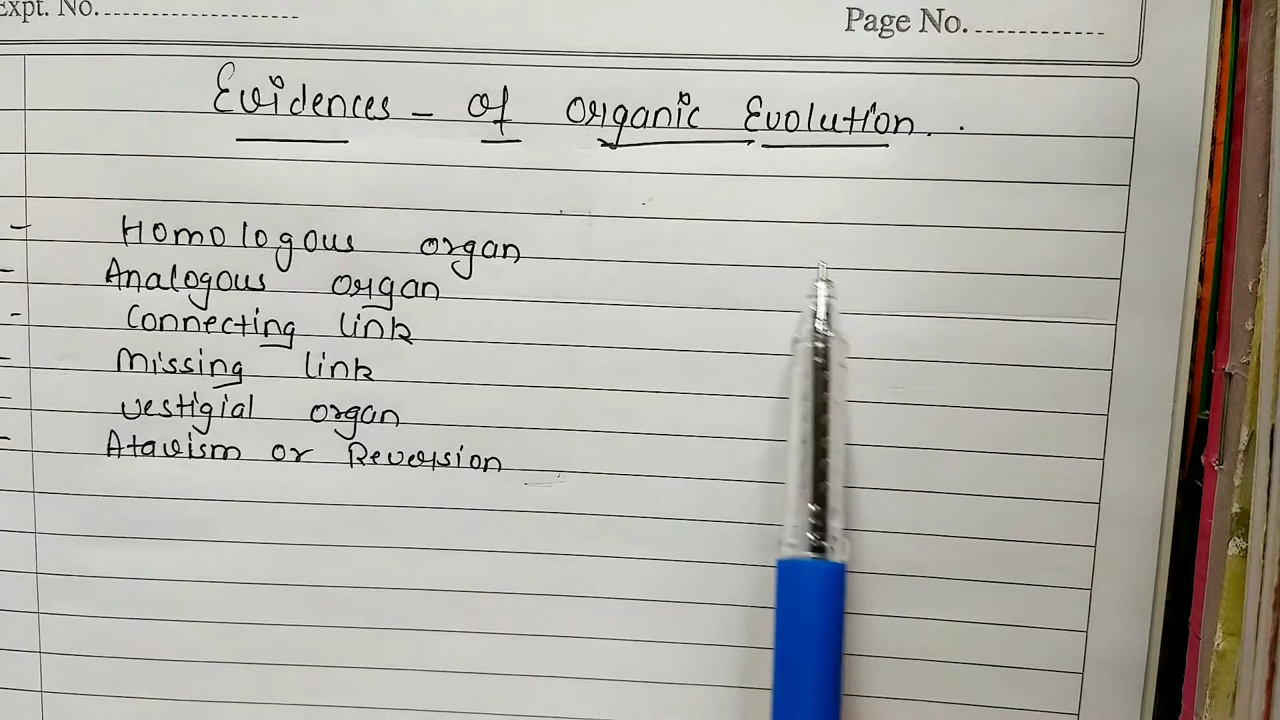 Expt. No.
Page No.
Evidences - of organic Evolution.
- Homologous organ
- Analogous organ
- Connecting link
- Missing link
- vestigial organ
- Atavism or Reversion